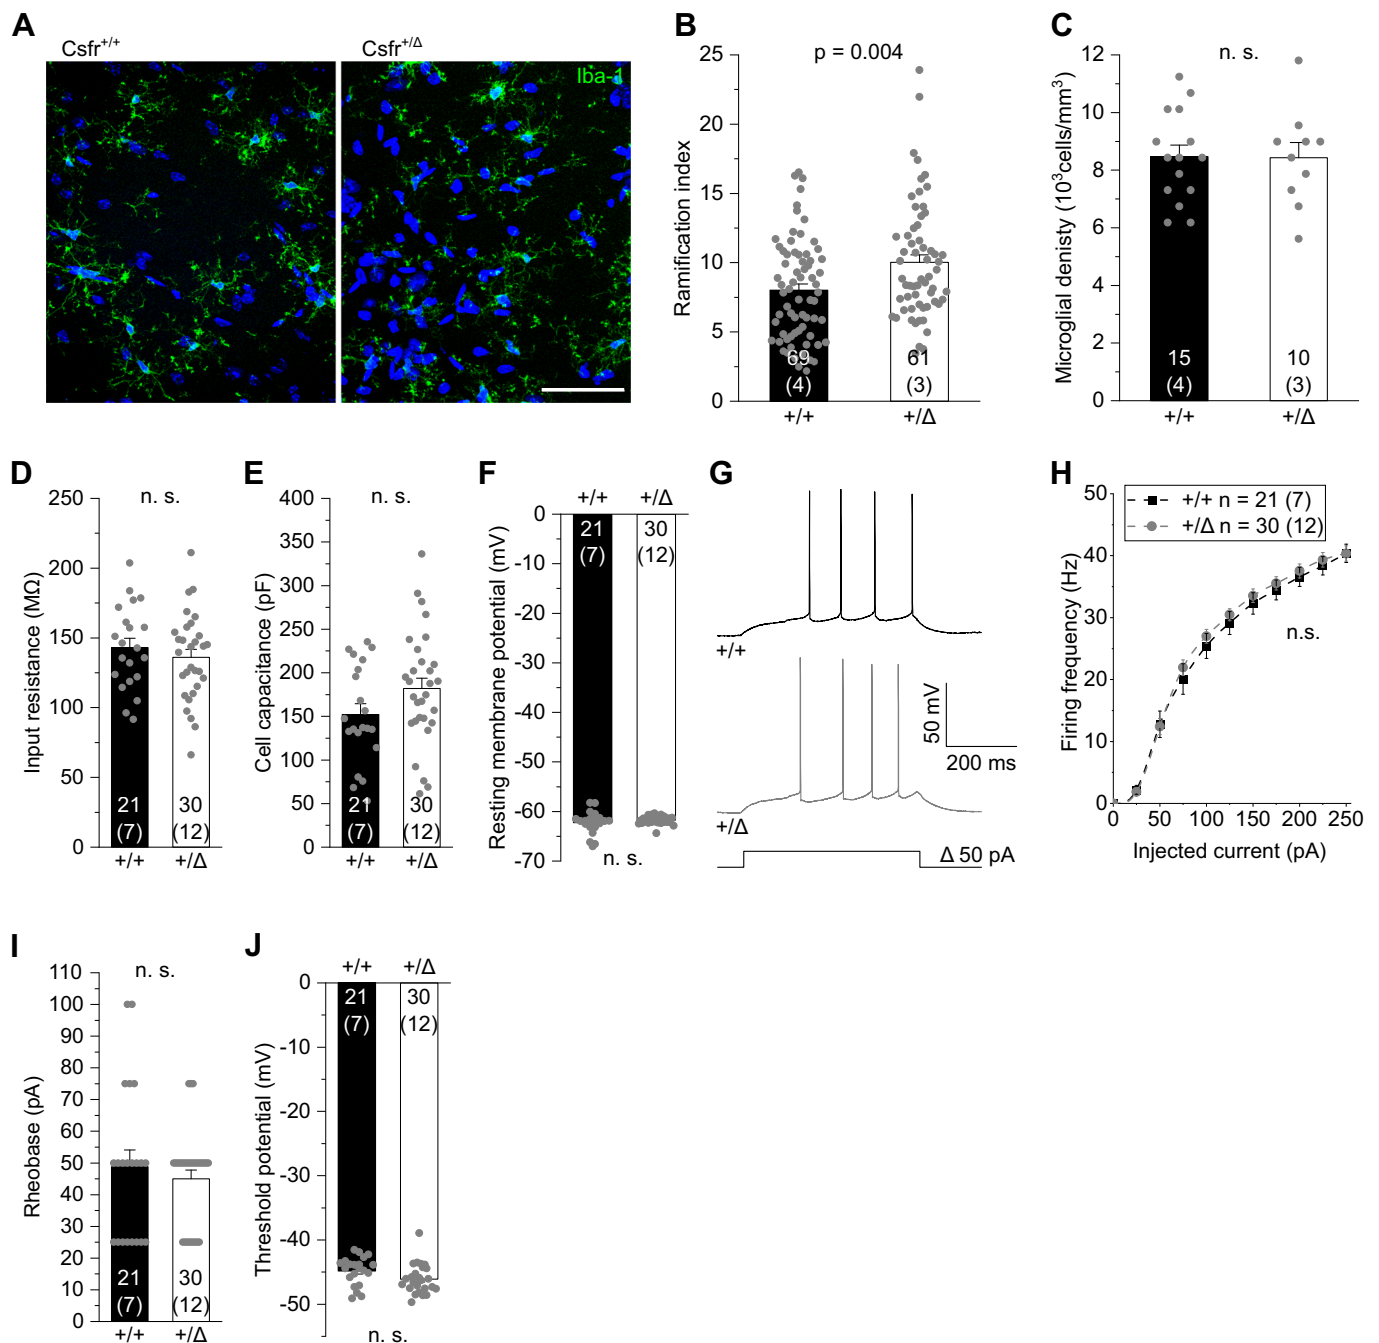 A
Csfr+/+
Csfr+/Δ
Iba-1
B
p = 0.004
Ramification index
25
20
15
10
5
0
69
(4)
61
(3)
+/+
+/Δ
C
n. s.
Microglial denisty (10³cells/mm³)
12
10
8
6
4
2
0
15
(4)
10
(3)
+/+
+/Δ
D
n. s.
Input resistance (MΩ)
250
200
150
100
50
0
21
(7)
30
(12)
+/+
+/Δ
E
n. s.
Cell capacitance (pF)
400
350
300
250
200
150
100
50
0
21
(7)
30
(12)
+/+
+/Δ
F
+/+
+/Δ
Resting membrane potential (mV)
0
-10
-20
-30
-40
-50
-60
-70
21
(7)
30
(12)
n. s.
G
+/+
+/Δ
50 mV
200 ms
Δ 50 pA
H
+/+ n = 21 (7)
+/Δ n = 30 (12)
Firing frequency (Hz)
50
40
30
20
10
0
n.s.
0
50
100
150
200
250
Injected current (pA)
I
n. s.
Rheobase (pA)
110
100
90
80
70
60
50
40
30
20
10
0
21
(7)
30
(12)
+/+
+/Δ
J
+/+
+/Δ
Threshold potential (mV)
0
-10
-20
-30
-40
-50
21
(7)
30
(12)
n. s.